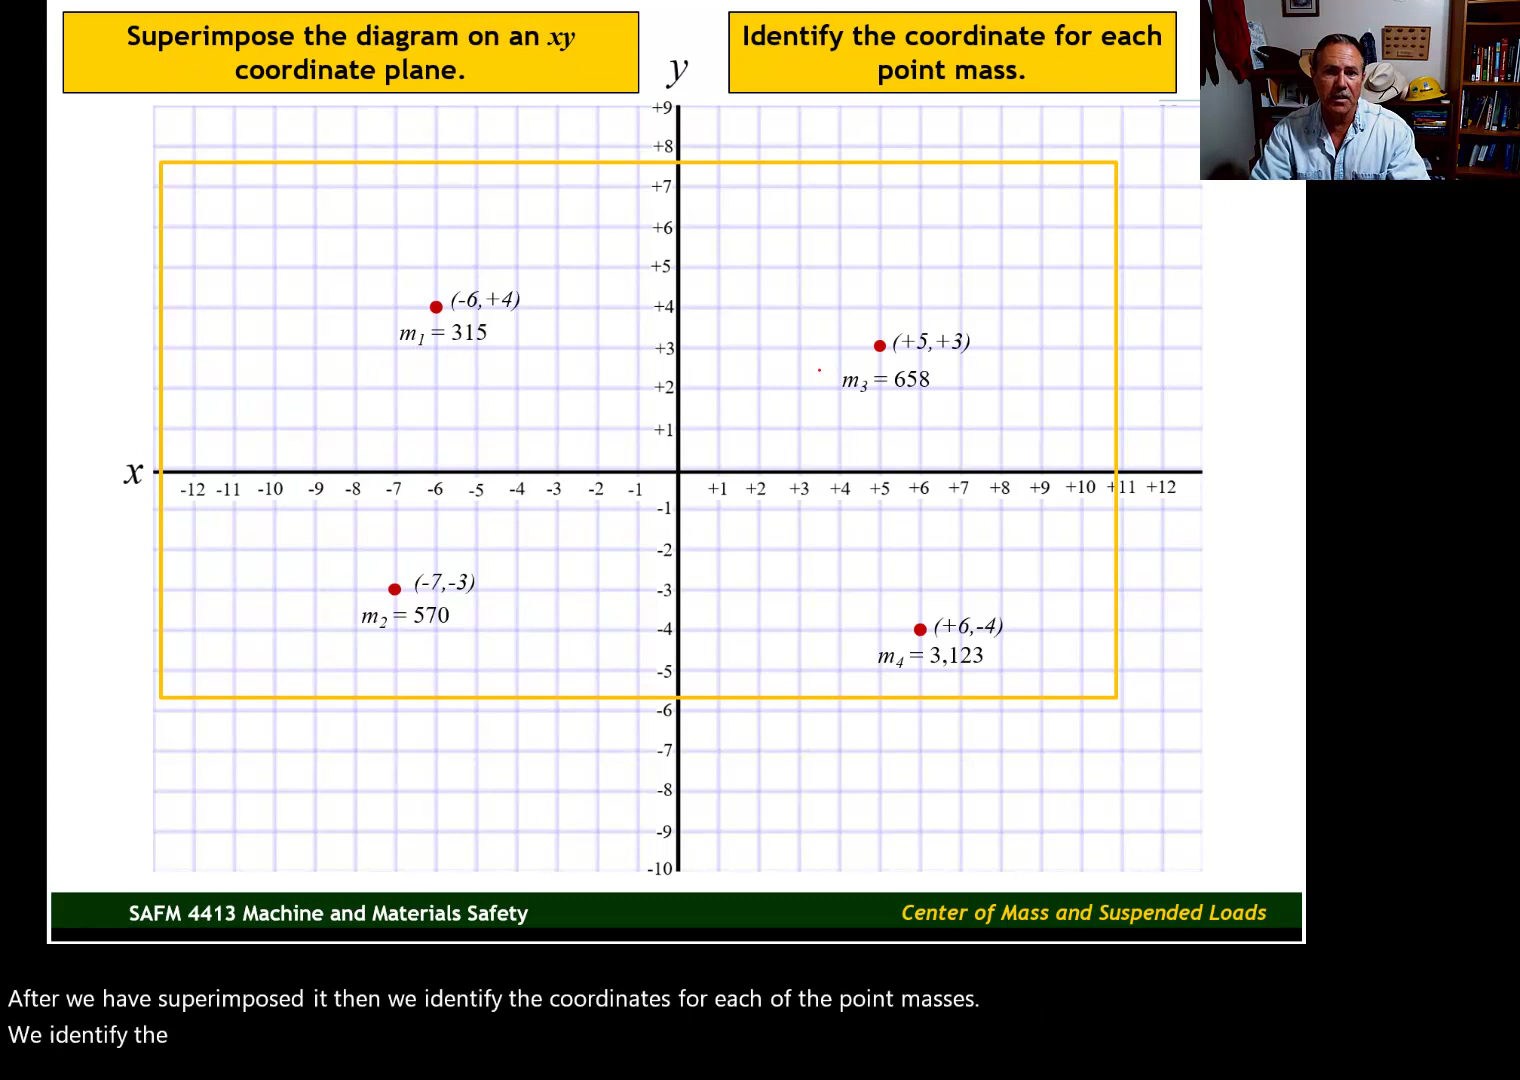 Superimpose the diagram on an xy
coordinate plane.
Identify the coordinate for each
point mass.
y
+9
+8
+7
+6
+5
(-6,+4)
+4
m1 = 315
(+5,+3)
+3
m3 = 658
+2
+1
x
-12 -11 -10 -9 -8 -7 -6 -5 -4 -3 -2 -1 +1 +2 +3 +4 +5 +6 +7 +8 +9 +10 +11 +12
-1
-2
(-7,-3)
-3
m2 = 570
(+6,-4)
-4
m4 = 3,123
-5
-6
-7
-8
-9
-10
SAFM 4413 Machine and Materials Safety
Center of Mass and Suspended Loads
After we have superimposed it then we identify the coordinates for each of the point masses.
We identify the